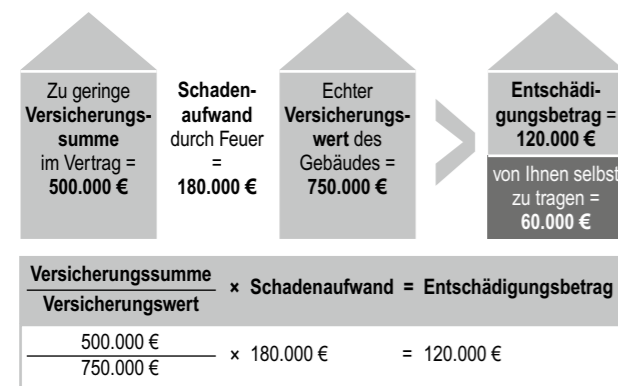 Zu geringe
Versicherungs-
summe
im Vertrag =
500.000 €
Schaden-
aufwand
durch Feuer
=
180.000 €
Echter
Versicherungs-
wert des
Gebäudes =
750.000 €
Entschädi-
gungsbetrag =
120.000 €
von Ihnen selbst
zu tragen =
60.000 €
Versicherungssumme
Versicherungswert
× Schadenaufwand = Entschädigungsbetrag
500.000 €
750.000 €
× 180.000 € = 120.000 €